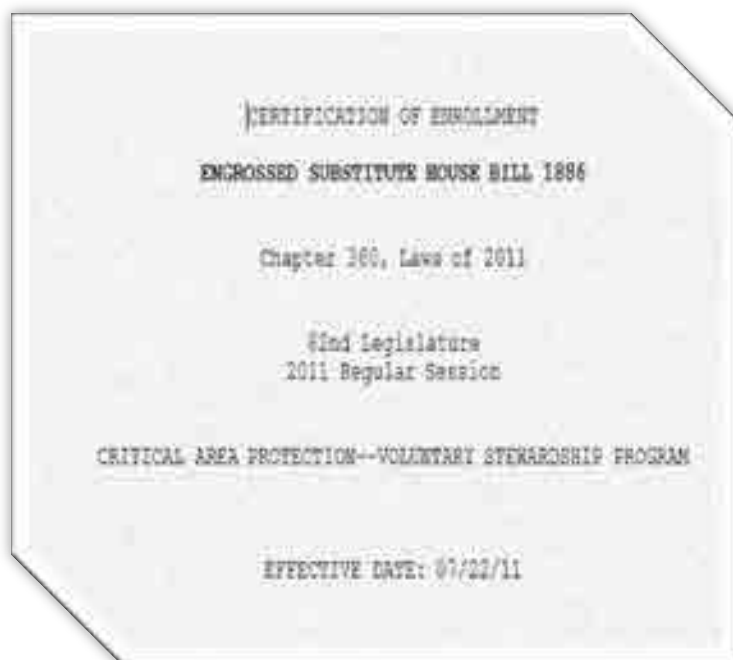 CERTIFICATION OF ENROLLMENT
ENGROSSED SUBSTITUTE HOUSE BILL 1886
Chapter 360, Laws of 2011
62nd Legislature
2011 Regular Session
CRITICAL AREA PROTECTION--VOLUNTARY STEWARDSHIP PROGRAM
EFFECTIVE DATE: 07/22/11